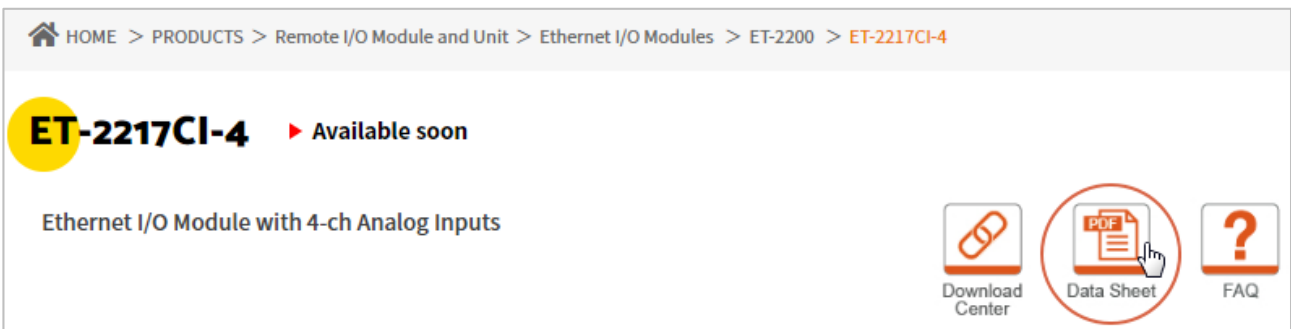 HOME > PRODUCTS > Remote I/O Module and Unit > Ethernet I/O Modules > ET-2200 > ET-2217CI-4
ET-2217CI-4 Available soon
Ethernet I/O Module with 4-ch Analog Inputs
PDF ?
Download Center
Data Sheet
FAQ